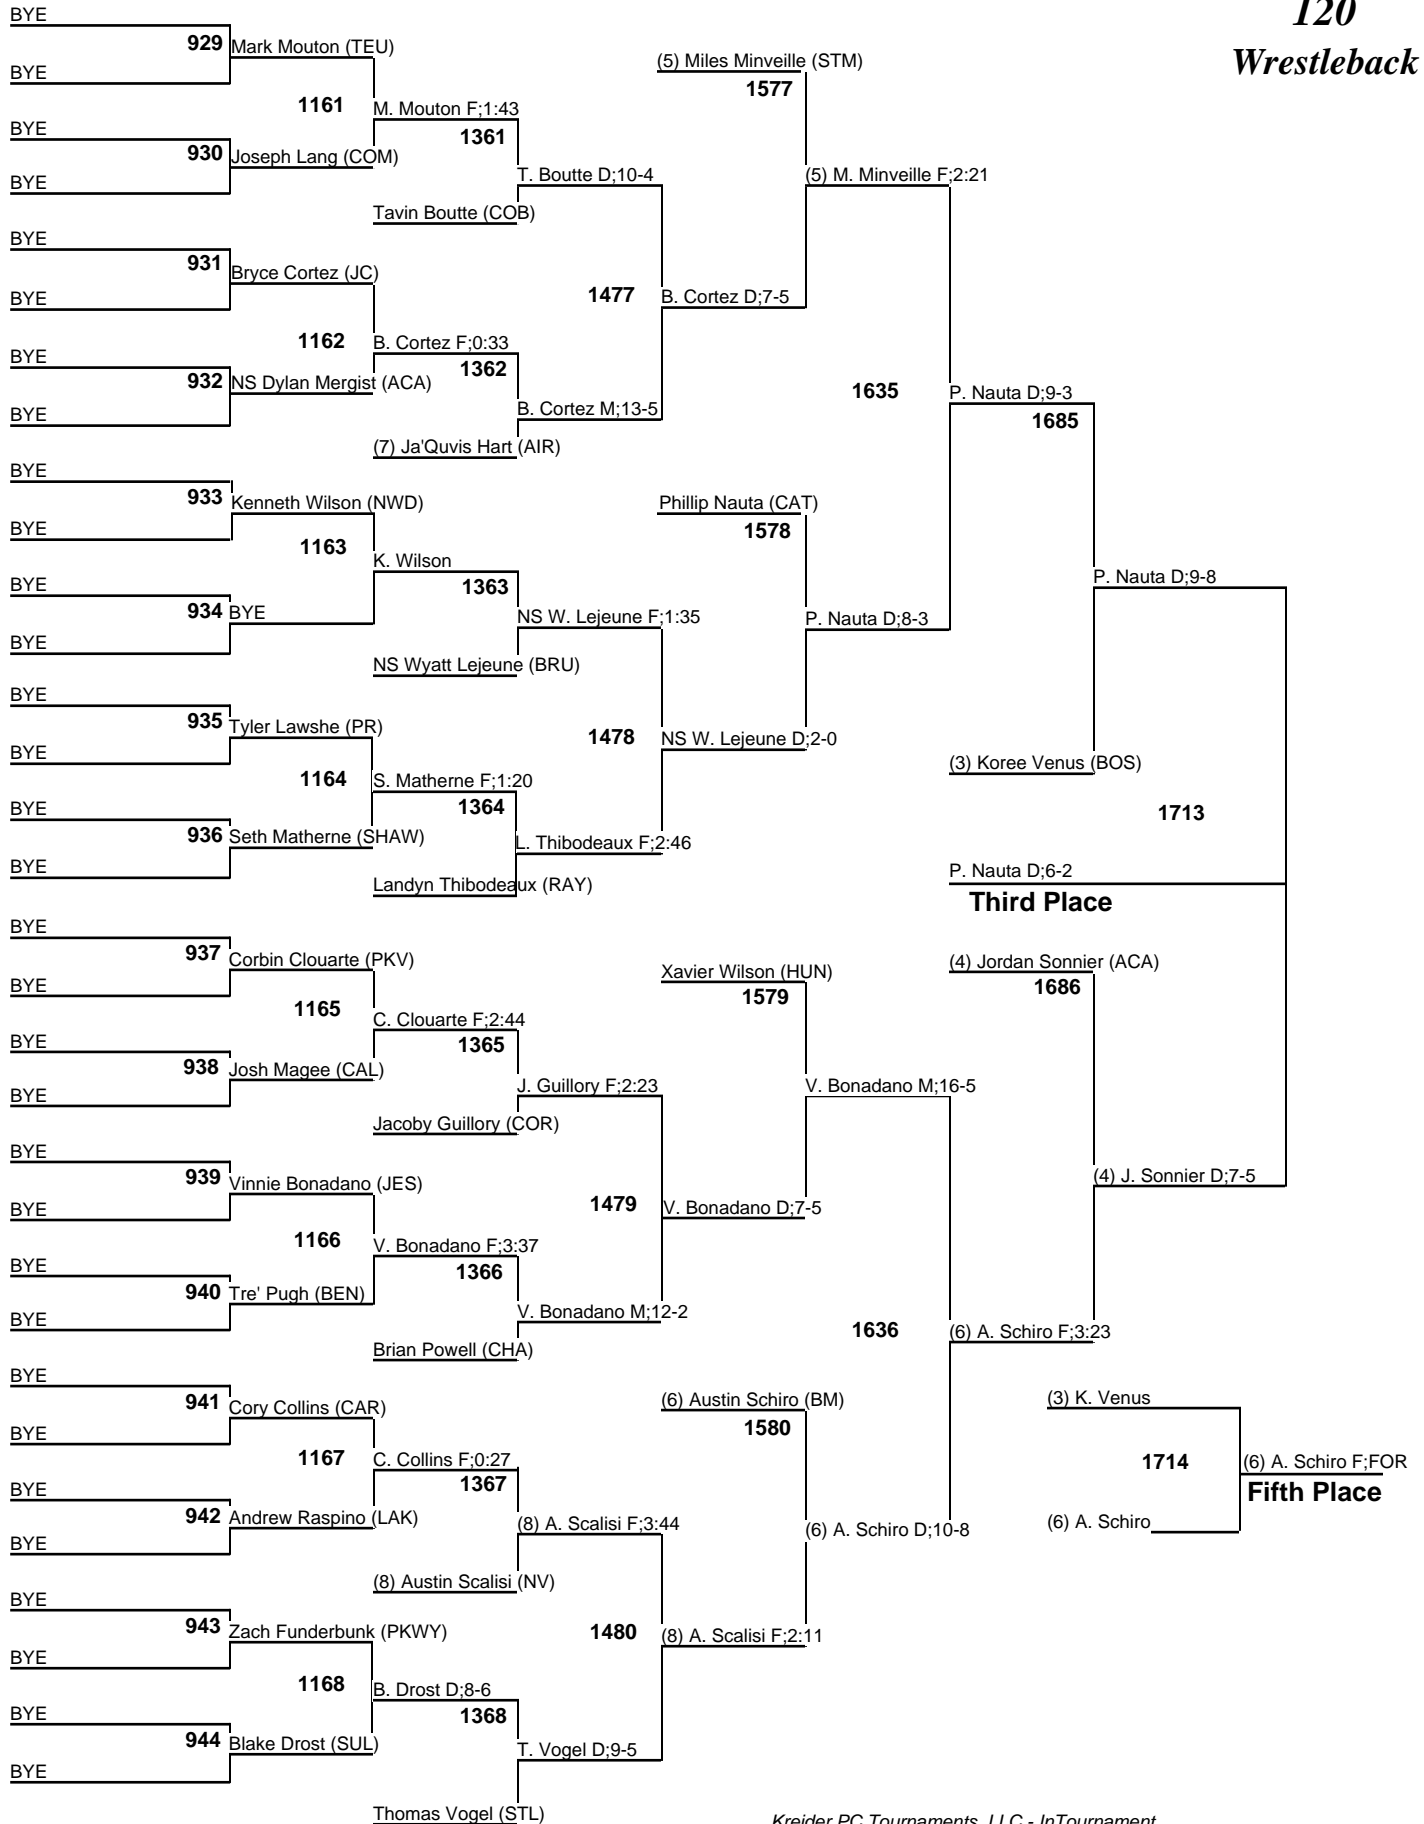 120
Wrestleback
BYE
929
Mark Mouton (TEU)
BYE
1161
M. Mouton F;1:43
BYE
930
Joseph Lang (COM)
BYE
1361
T. Boutte D;10-4
Tavin Boutte (COB)
(5) Miles Minveille (STM)
1577
(5) M. Minveille F;2:21
BYE
931
Bryce Cortez (JC)
BYE
1477
B. Cortez D;7-5
1162
B. Cortez F;0:33
BYE
932
NS Dylan Mergist (ACA)
BYE
1362
B. Cortez M;13-5
(7) Ja'Quvis Hart (AIR)
1635
P. Nauta D;9-3
1685
BYE
933
Kenneth Wilson (NWD)
BYE
1163
K. Wilson
BYE
934
BYE
BYE
1363
NS W. Lejeune F;1:35
NS Wyatt Lejeune (BRU)
Phillip Nauta (CAT)
1578
P. Nauta D;8-3
P. Nauta D;9-8
BYE
935
Tyler Lawshe (PR)
BYE
1478
NS W. Lejeune D;2-0
1164
S. Matherne F;1:20
BYE
936
Seth Matherne (SHAW)
BYE
1364
L. Thibodeaux F;2:46
Landyn Thibodeaux (RAY)
(3) Koree Venus (BOS)
1713
P. Nauta D;6-2
Third Place
BYE
937
Corbin Clouarte (PKV)
BYE
1165
C. Clouarte F;2:44
BYE
938
Josh Magee (CAL)
BYE
1365
J. Guillory F;2:23
Jacoby Guillory (COR)
Xavier Wilson (HUN)
1579
V. Bonadano M;16-5
(4) Jordan Sonnier (ACA)
1686
(4) J. Sonnier D;7-5
BYE
939
Vinnie Bonadano (JES)
BYE
1479
V. Bonadano D;7-5
1166
V. Bonadano F;3:37
BYE
940
Tre' Pugh (BEN)
BYE
1366
V. Bonadano M;12-2
Brian Powell (CHA)
1636
(6) A. Schiro F;3:23
BYE
941
Cory Collins (CAR)
BYE
1167
C. Collins F;0:27
BYE
942
Andrew Raspino (LAK)
BYE
1367
(8) A. Scalisi F;3:44
(8) Austin Scalisi (NV)
(6) Austin Schiro (BM)
1580
(6) A. Schiro D;10-8
(3) K. Venus
1714
(6) A. Schiro F;FOR
Fifth Place
(6) A. Schiro
BYE
943
Zach Funderbunk (PKWY)
BYE
1480
(8) A. Scalisi F;2:11
1168
B. Drost D;8-6
BYE
944
Blake Drost (SUL)
BYE
1368
T. Vogel D;9-5
Thomas Vogel (STL)
Kreider PC Tournaments, LLC - InTournament